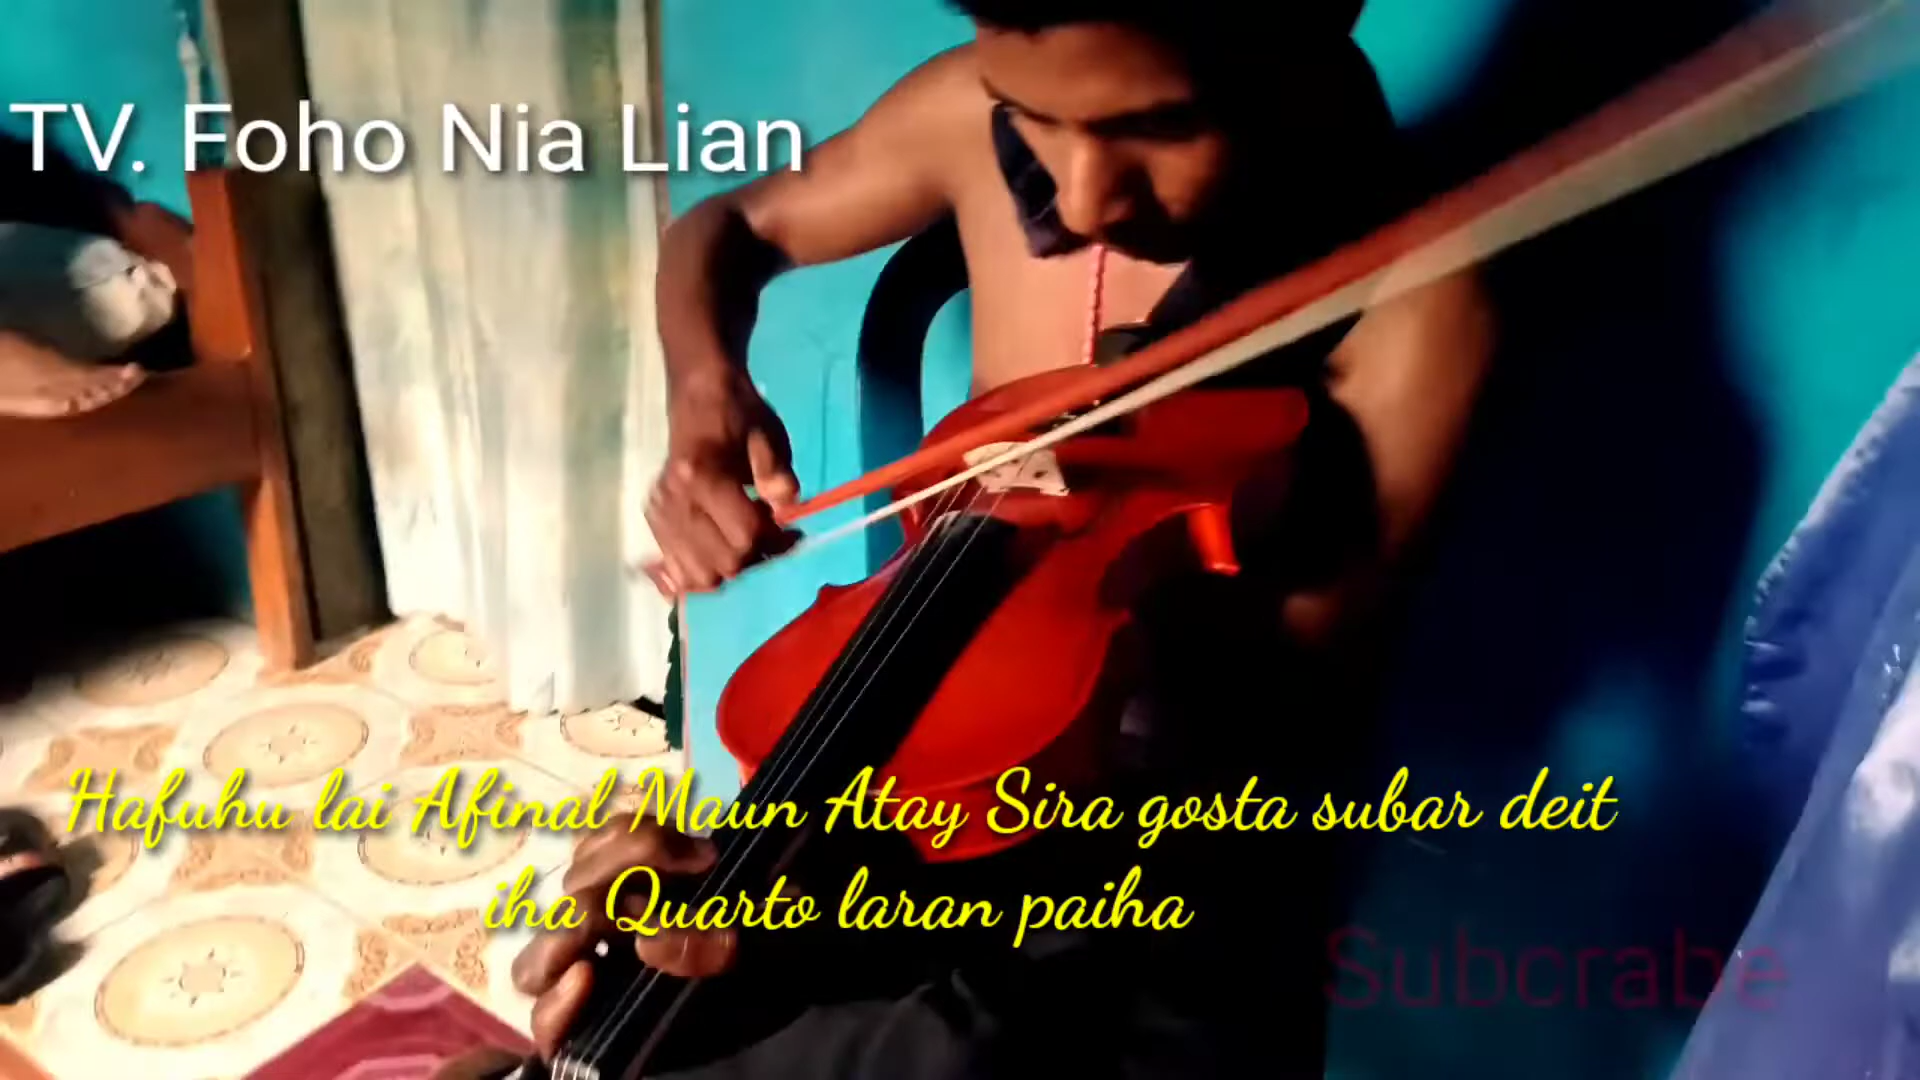 TV. Foho Nia Lian
Hafuhu lai Afinal Maun Atay Sira gosta subar deit
iha Quarto laran paiha
Subcrabe